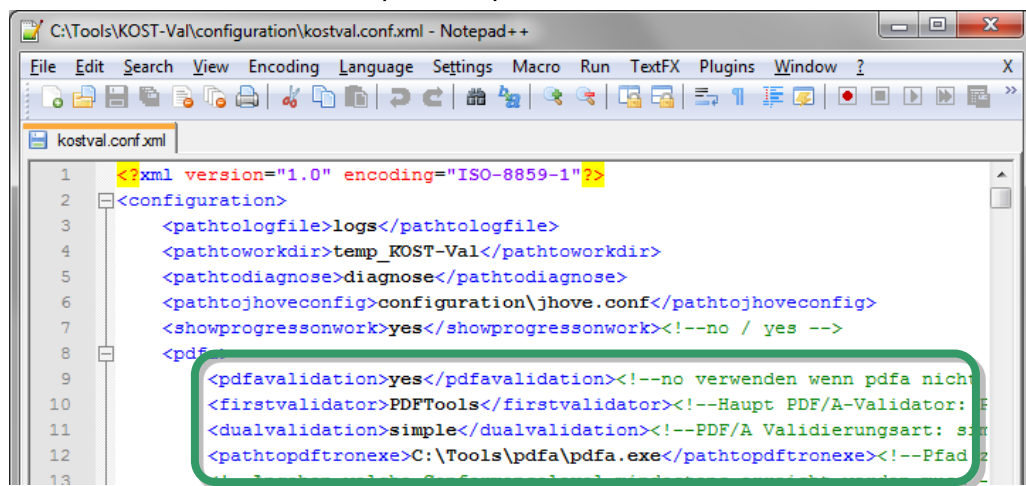 C:\Tools\KOST-Val\configuration\kostval.conf.xml - Notepad++
File Edit Search View Encoding Language Settings Macro Run TextFX Plugins Window ? X
kostval.conf.xml
1 <?xml version="1.0" encoding="ISO-8859-1"?>
2 <configuration>
3 <pathtologfile>logs</pathtologfile>
4 <pathtoworkdir>temp_KOST-Val</pathtoworkdir>
5 <pathtodiagnose>diagnose</pathtodiagnose>
6 <pathtojhoveconfig>configuration\jhove.conf</pathtojhoveconfig>
7 <showprogressonwork>yes</showprogressonwork><!--no / yes -->
8 <pdfa>
9 <pdfavalidation>yes</pdfavalidation><!--no verwenden wenn pdfa nicht
10 <firstvalidator>PDFTools</firstvalidator><!--Haupt PDF/A-Validator:
11 <dualvalidation>simple</dualvalidation><!--PDF/A Validierungsart:
12 <pathtopdftronexe>C:\Tools\pdfa\pdfa.exe</pathtopdftronexe><!--Pfad
13